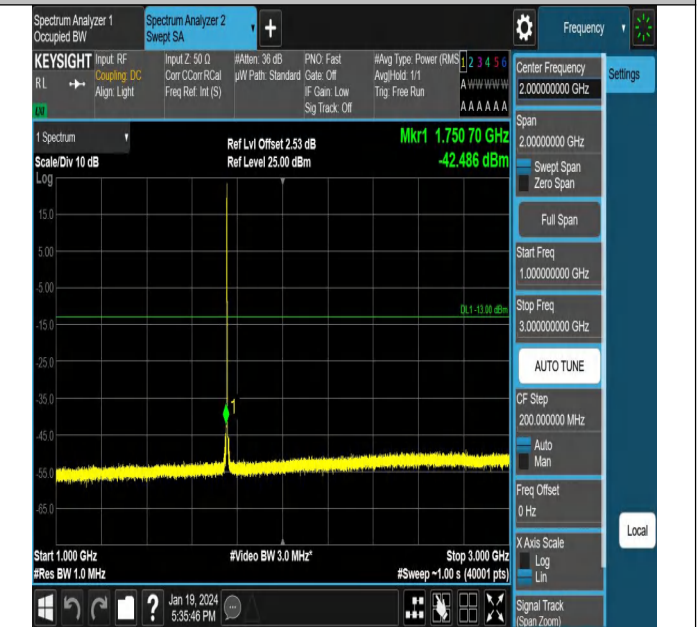 Spectrum Analyzer 1
Occupied BW
Spectrum Analyzer 2
Swept SA
Frequency
KEYSIGHT
RL
Input: RF
Coupling: DC
Align: Light
Input Z: 50 Ω
Corr CCorr RCal
Freq Ref: Int (S)
#Atten: 36 dB
µW Path: Standard
PNO: Fast
Gate: Off
IF Gain: Low
Sig Track: Off
#Avg Type: Power (RMS
Avg|Hold: 1/1
Trig: Free Run
1 2 3 4 5 6
A W W W W W
A A A A A A
1 Spectrum
Scale/Div 10 dB
Ref Lvl Offset 2.53 dB
Ref Level 25.00 dBm
Mkr1 1.750 70 GHz
-42.486 dBm
Log
15.0
5.00
-5.00
-15.0
-25.0
-35.0
-45.0
-55.0
-65.0
DL1 -13.00 dBm
1
Start 1.000 GHz
#Res BW 1.0 MHz
#Video BW 3.0 MHz*
Stop 3.000 GHz
#Sweep ~1.00 s (40001 pts)
Jan 19, 2024
5:35:46 PM
Center Frequency
2.000000000 GHz
Settings
Span
2.00000000 GHz
Swept Span
Zero Span
Full Span
Start Freq
1.000000000 GHz
Stop Freq
3.000000000 GHz
AUTO TUNE
CF Step
200.000000 MHz
Auto
Man
Freq Offset
0 Hz
X Axis Scale
Log
Lin
Local
Signal Track
(Span Zoom)